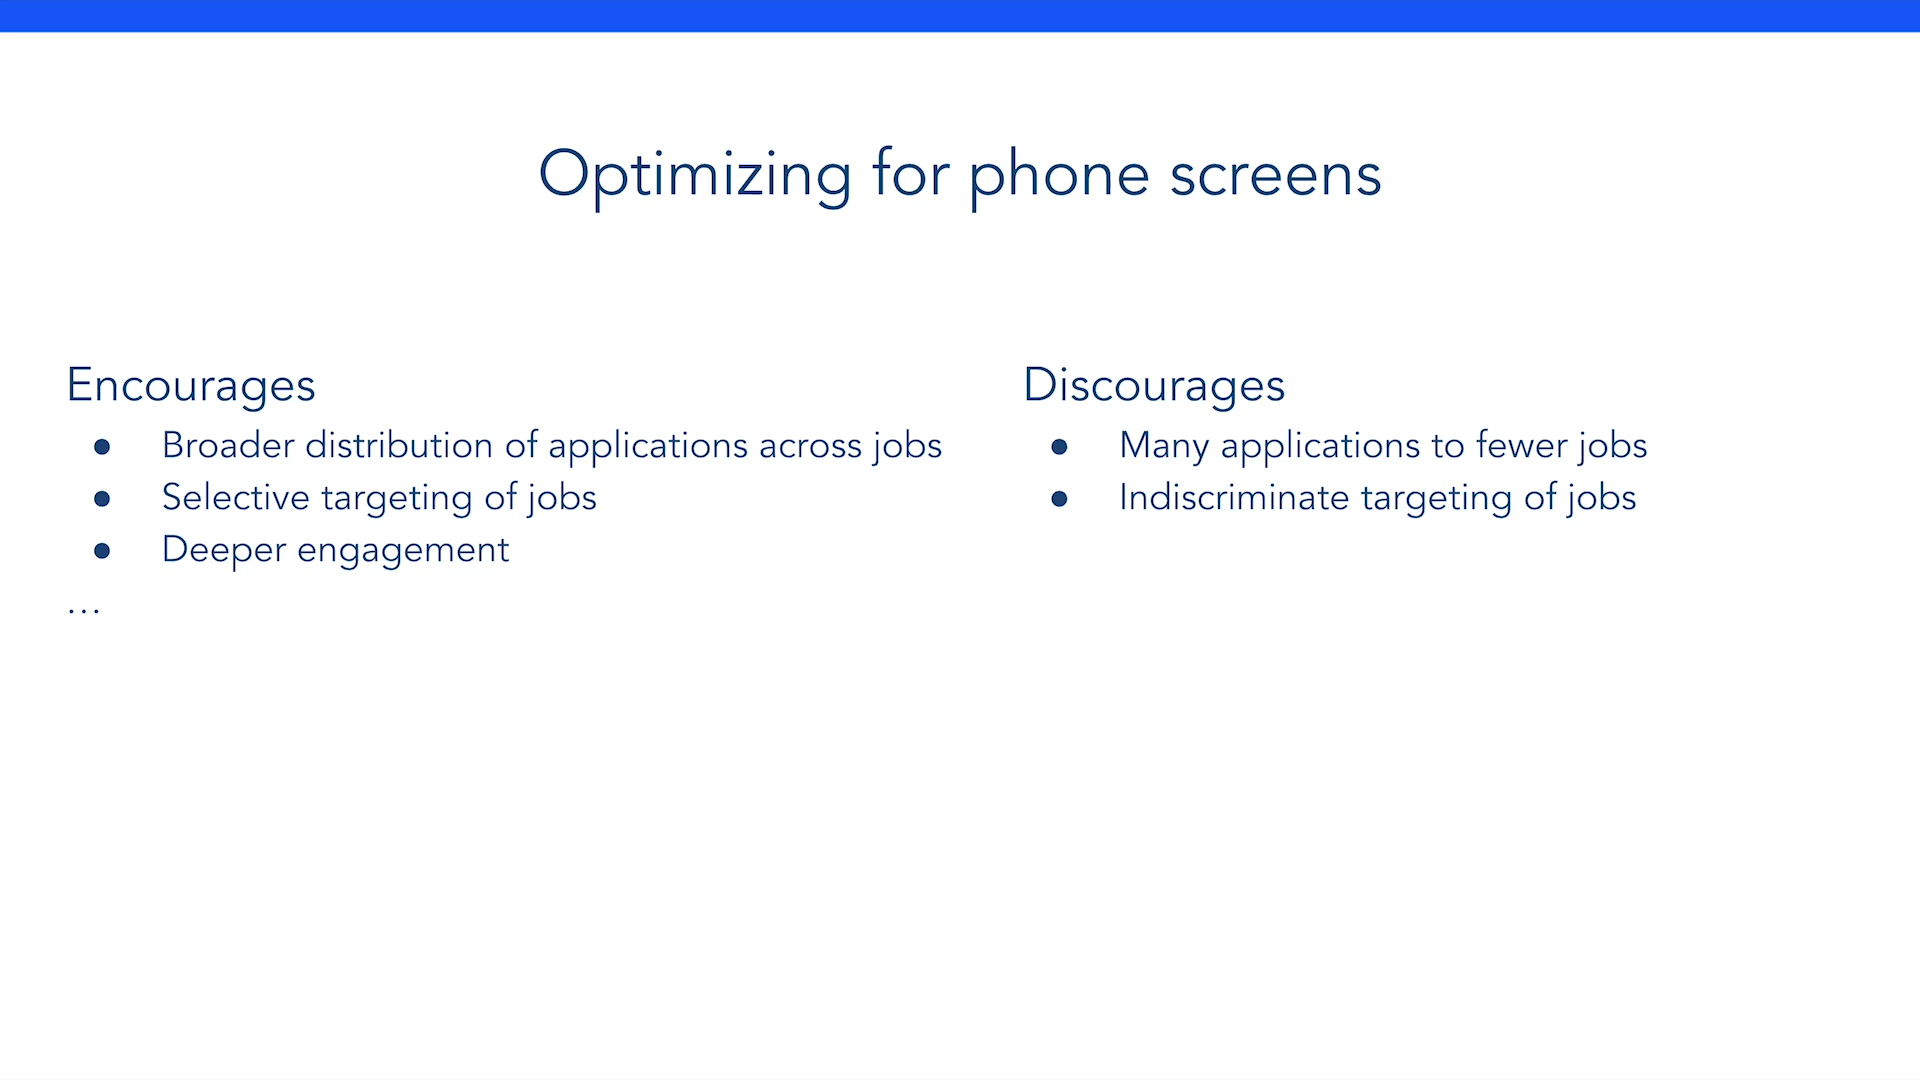 Optimizing for phone screens
Encourages
● Broader distribution of applications across jobs
● Selective targeting of jobs
● Deeper engagement
…
Discourages
● Many applications to fewer jobs
● Indiscriminate targeting of jobs